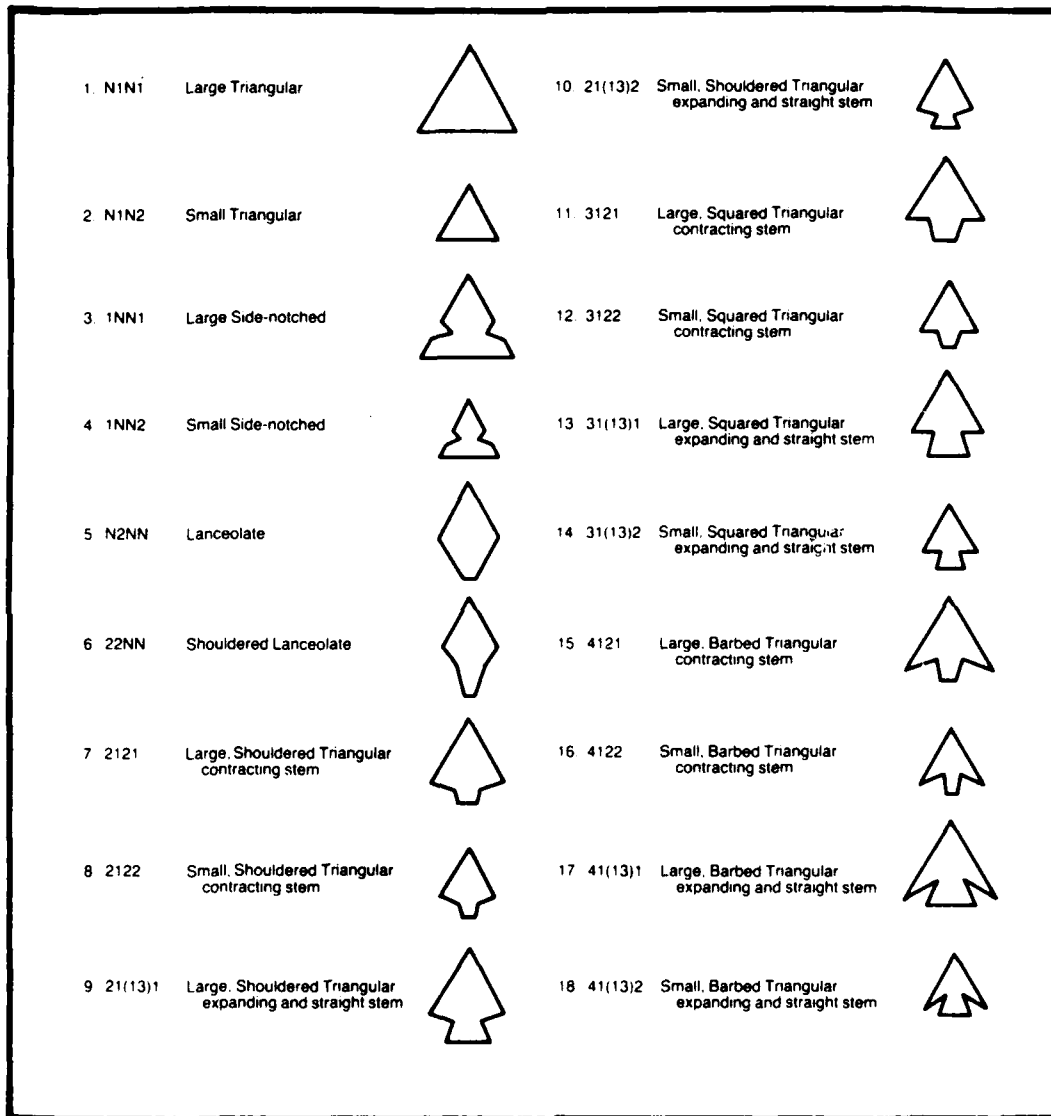 1. N1N1 Large Triangular
2. N1N2 Small Triangular
3. 1NN1 Large Side-notched
4 1NN2 Small Side-notched
5 N2NN Lanceolate
6 22NN Shouldered Lanceolate
7 2121 Large, Shouldered Triangular
contracting stem
8 2122 Small, Shouldered Triangular
contracting stem
9 21(13)1 Large, Shouldered Triangular
expanding and straight stem
10. 21(13)2 Small, Shouldered Triangular
expanding and straight stem
11. 3121 Large, Squared Triangular
contracting stem
12. 3122 Small, Squared Triangular
contracting stem
13 31(13)1 Large, Squared Triangular
expanding and straight stem
14 31(13)2 Small, Squared Triangular
expanding and straight stem
15 4121 Large, Barbed Triangular
contracting stem
16. 4122 Small, Barbed Triangular
contracting stem
17 41(13)1 Large, Barbed Triangular
expanding and straight stem
18 41(13)2 Small, Barbed Triangular
expanding and straight stem